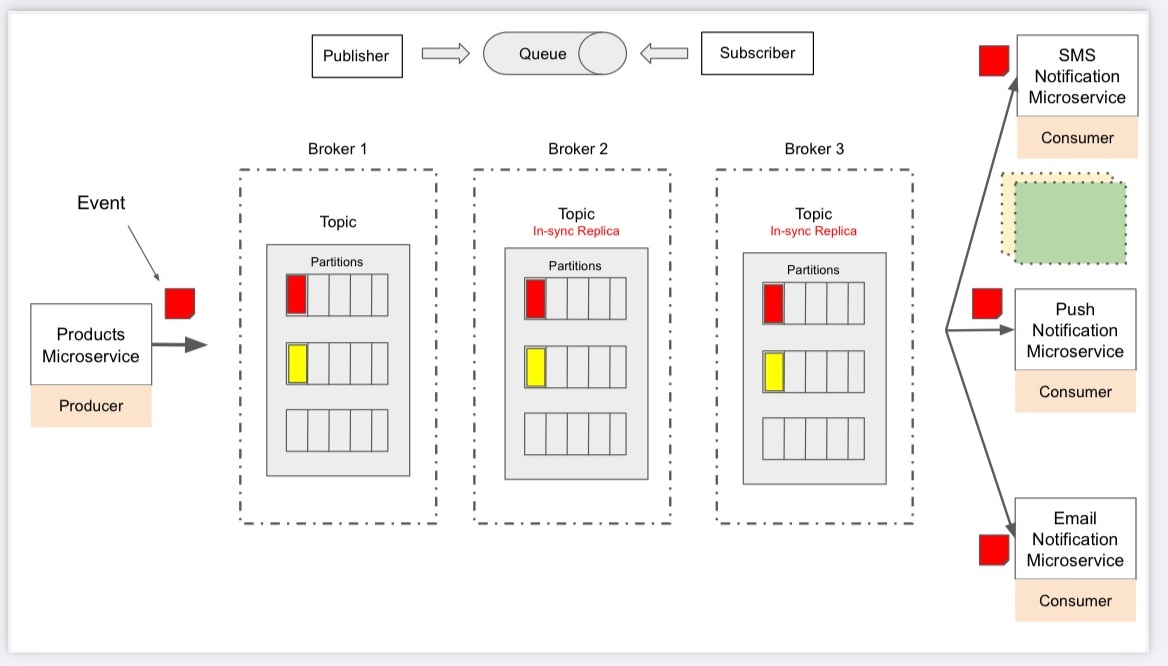 Publisher
Queue
Subscriber
SMS
Notification
Microservice
Consumer
Broker 1
Broker 2
Broker 3
Event
Topic
Topic
In-sync Replica
Topic
In-sync Replica
Partitions
Partitions
Partitions
Products
Microservice
Producer
Push
Notification
Microservice
Consumer
Email
Notification
Microservice
Consumer